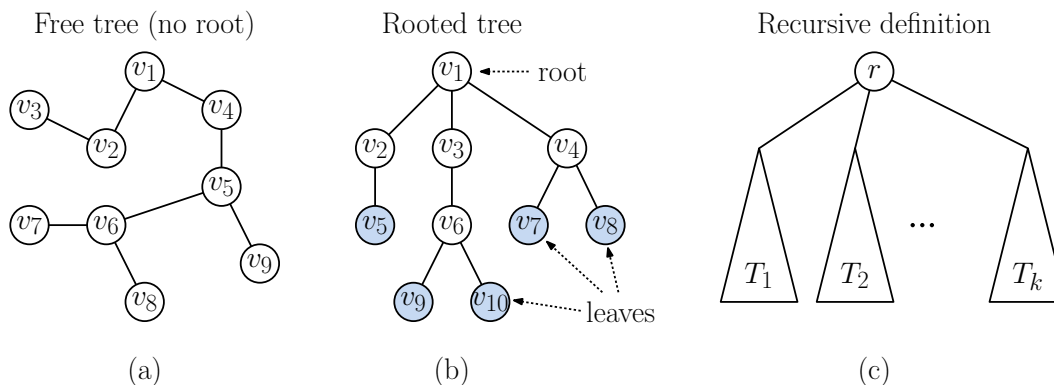 Free tree (no root)
v1
v3
v4
v2
v5
v7
v6
v9
v8
(a)
Rooted tree
v1
root
v2
v3
v4
v5
v6
v7
v8
v9
v10
leaves
(b)
Recursive definition
r
T1
T2
...
Tk
(c)